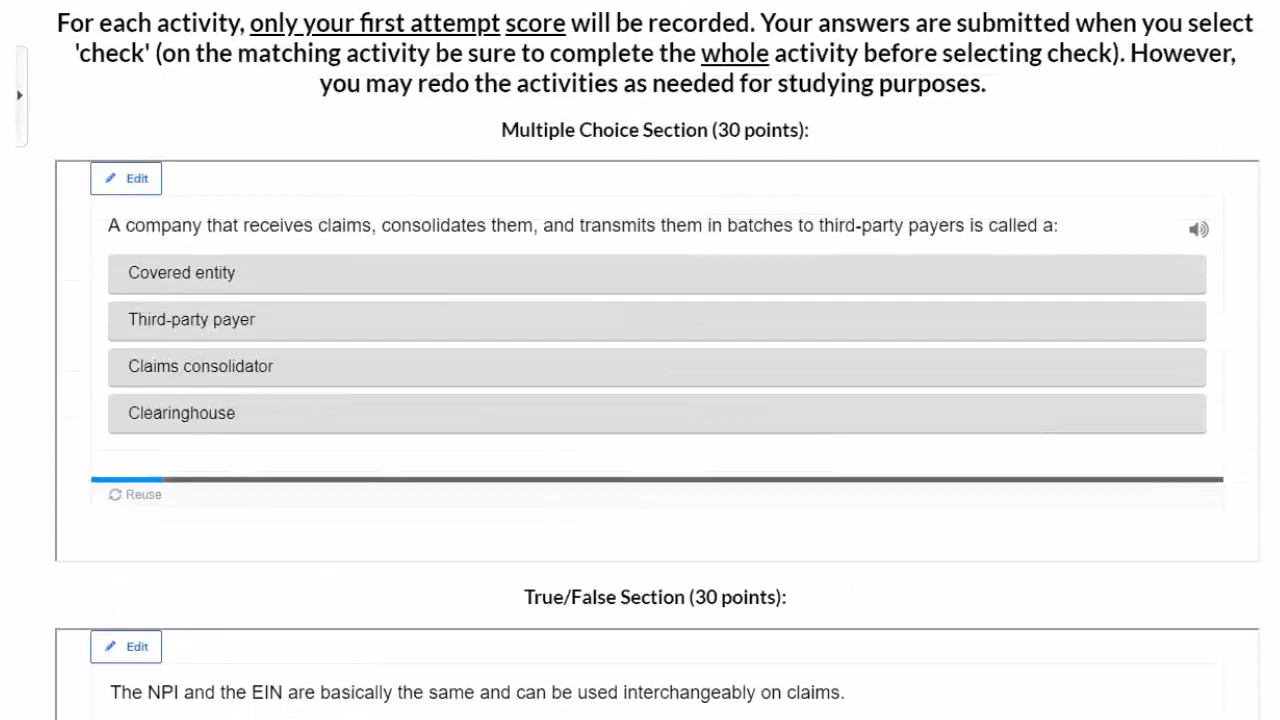 For each activity, only your first attempt score will be recorded. Your answers are submitted when you select
'check' (on the matching activity be sure to complete the whole activity before selecting check). However,
you may redo the activities as needed for studying purposes.
Multiple Choice Section (30 points):
Edit
A company that receives claims, consolidates them, and transmits them in batches to third-party payers is called a:
Covered entity
Third-party payer
Claims consolidator
Clearinghouse
Reuse
True/False Section (30 points):
Edit
The NPI and the EIN are basically the same and can be used interchangeably on claims.